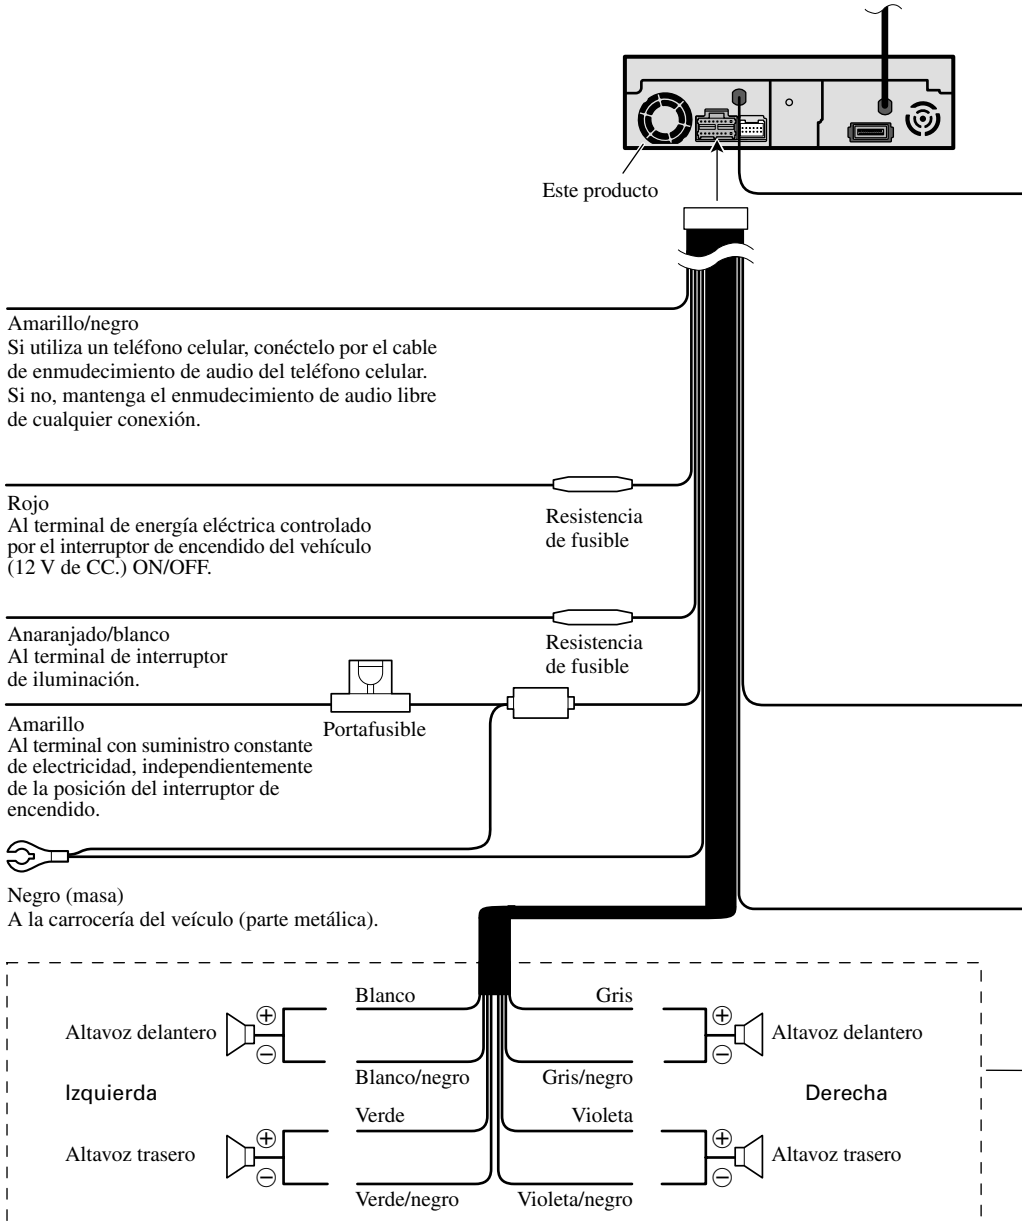 Este producto
Amarillo/negro
Si utiliza un teléfono celular, conéctelo por el cable
de enmudecimiento de audio del teléfono celular.
Si no, mantenga el enmudecimiento de audio libre
de cualquier conexión.
Rojo
Al terminal de energía eléctrica controlado
por el interruptor de encendido del vehículo
(12 V de CC.) ON/OFF.
Resistencia
de fusible
Anaranjado/blanco
Al terminal de interruptor
de iluminación.
Resistencia
de fusible
Amarillo
Al terminal con suministro constante
de electricidad, independientemente
de la posición del interruptor de
encendido.
Portafusible
Negro (masa)
A la carrocería del veículo (parte metálica).
Blanco
Gris
Altavoz delantero
⊕
⊖
⊕
⊖
Altavoz delantero
Blanco/negro
Gris/negro
Izquierda
Derecha
Verde
Violeta
Altavoz trasero
⊕
⊖
⊕
⊖
Altavoz trasero
Verde/negro
Violeta/negro